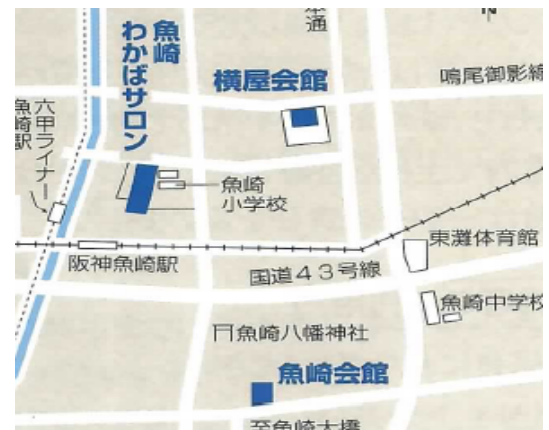 本通
N
魚崎
わかばサロン
横屋会館
鳴尾御影線
六甲ライナー
魚崎駅
魚崎
小学校
東灘体育館
阪神魚崎駅
国道43号線
魚崎中学校
魚崎八幡神社
魚崎会館
至魚崎大橋